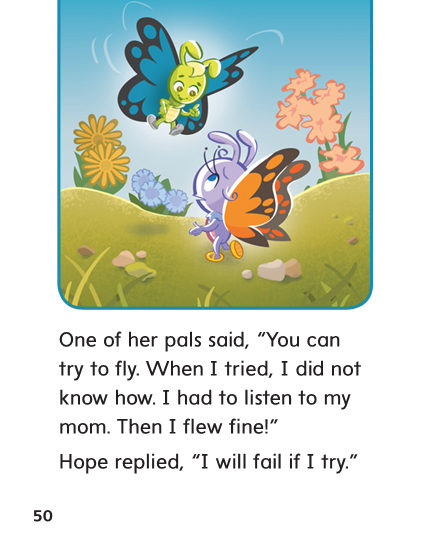 One of her pals said, “You can
try to fly. When I tried, I did not
know how. I had to listen to my
mom. Then I flew fine!”
Hope replied, “I will fail if I try.”
50